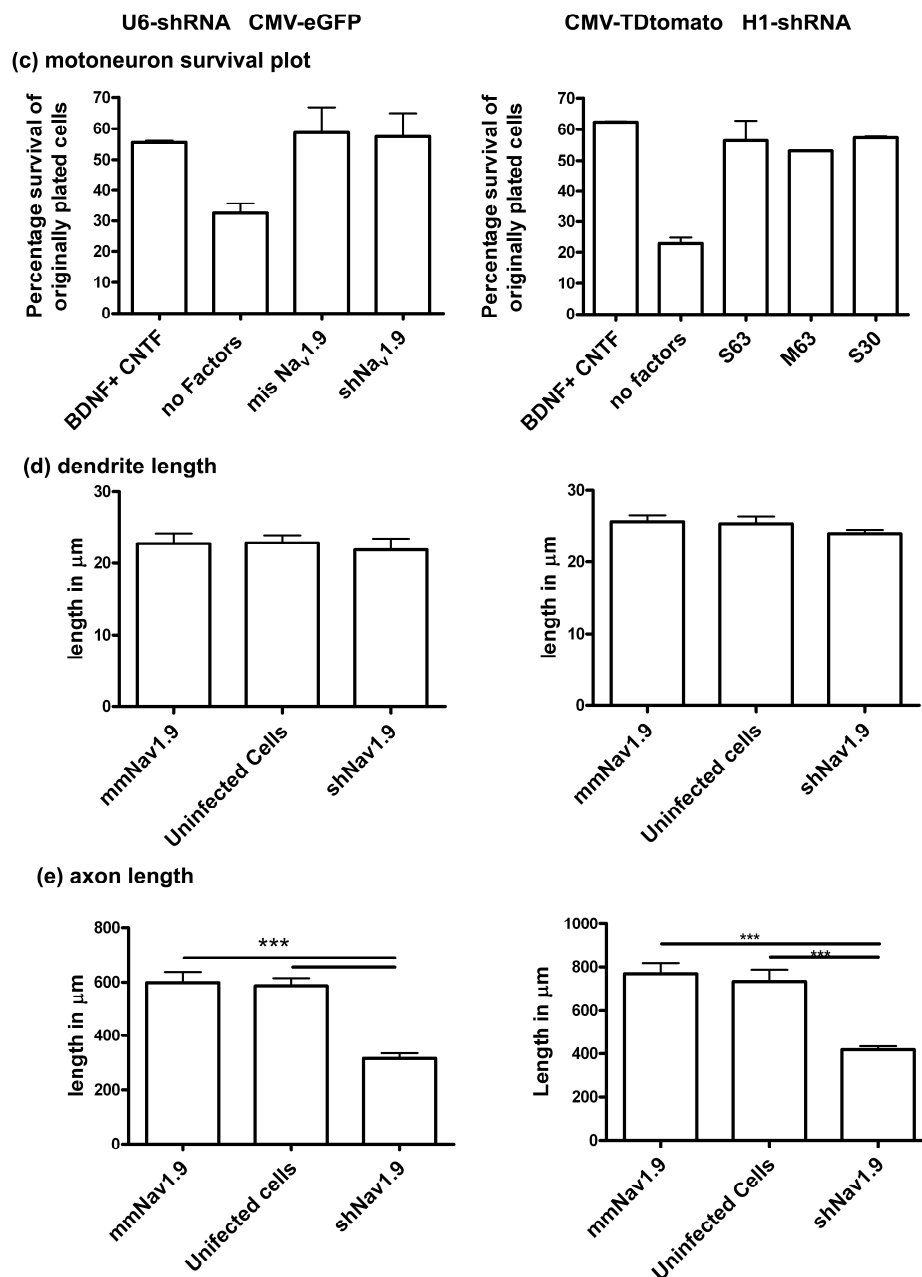 U6-shRNA CMV-eGFP
CMV-TDtomato H1-shRNA
(c) motoneuron survival plot
Percentage survival of
originally plated cells
70
60
50
40
30
20
10
0
BDNF+ CNTF
no Factors
mis Nav1.9
shNav1.9
Percentage survival of
originally plated cells
70
60
50
40
30
20
10
0
BDNF+ CNTF
no factors
S63
M63
S30
(d) dendrite length
length in μm
30
20
10
0
mmNav1.9
Uninfected Cells
shNav1.9
length in μm
30
20
10
0
mmNav1.9
Uninfected cells
shNav1.9
(e) axon length
length in μm
800
600
400
200
0
***
mmNav1.9
Unifected cells
shNav1.9
Length in μm
1000
800
600
400
200
0
***
***
mmNav1.9
Uninfected cells
shNav1.9